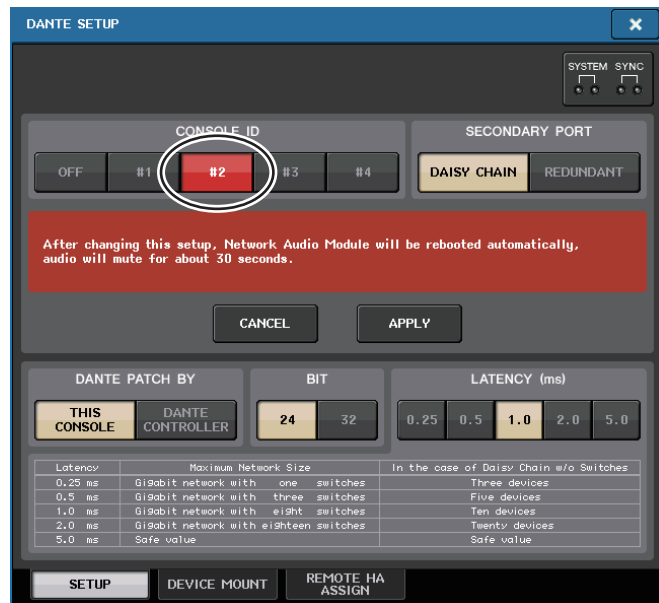 DANTE SETUP
SYSTEM SYNC
CONSOLE ID
SECONDARY PORT
OFF #1 #2 #3 #4 DAISY CHAIN REDUNDANT
After changing this setup, Network Audio Module will be rebooted automatically,
audio will mute for about 30 seconds.
CANCEL APPLY
DANTE PATCH BY
BIT
LATENCY (ms)
THIS
CONSOLE
DANTE
CONTROLLER
24 32
0.25 0.5 1.0 2.0 5.0
Latency Maximum Network Size In the case of Daisy Chain w/o Switches
0.25 ms Gigabit network with one switches Three devices
0.5 ms Gigabit network with three switches Five devices
1.0 ms Gigabit network with eight switches Ten devices
2.0 ms Gigabit network with eighteen switches Twenty devices
5.0 ms Safe value Safe value
SETUP
DEVICE MOUNT
REMOTE HA
ASSIGN